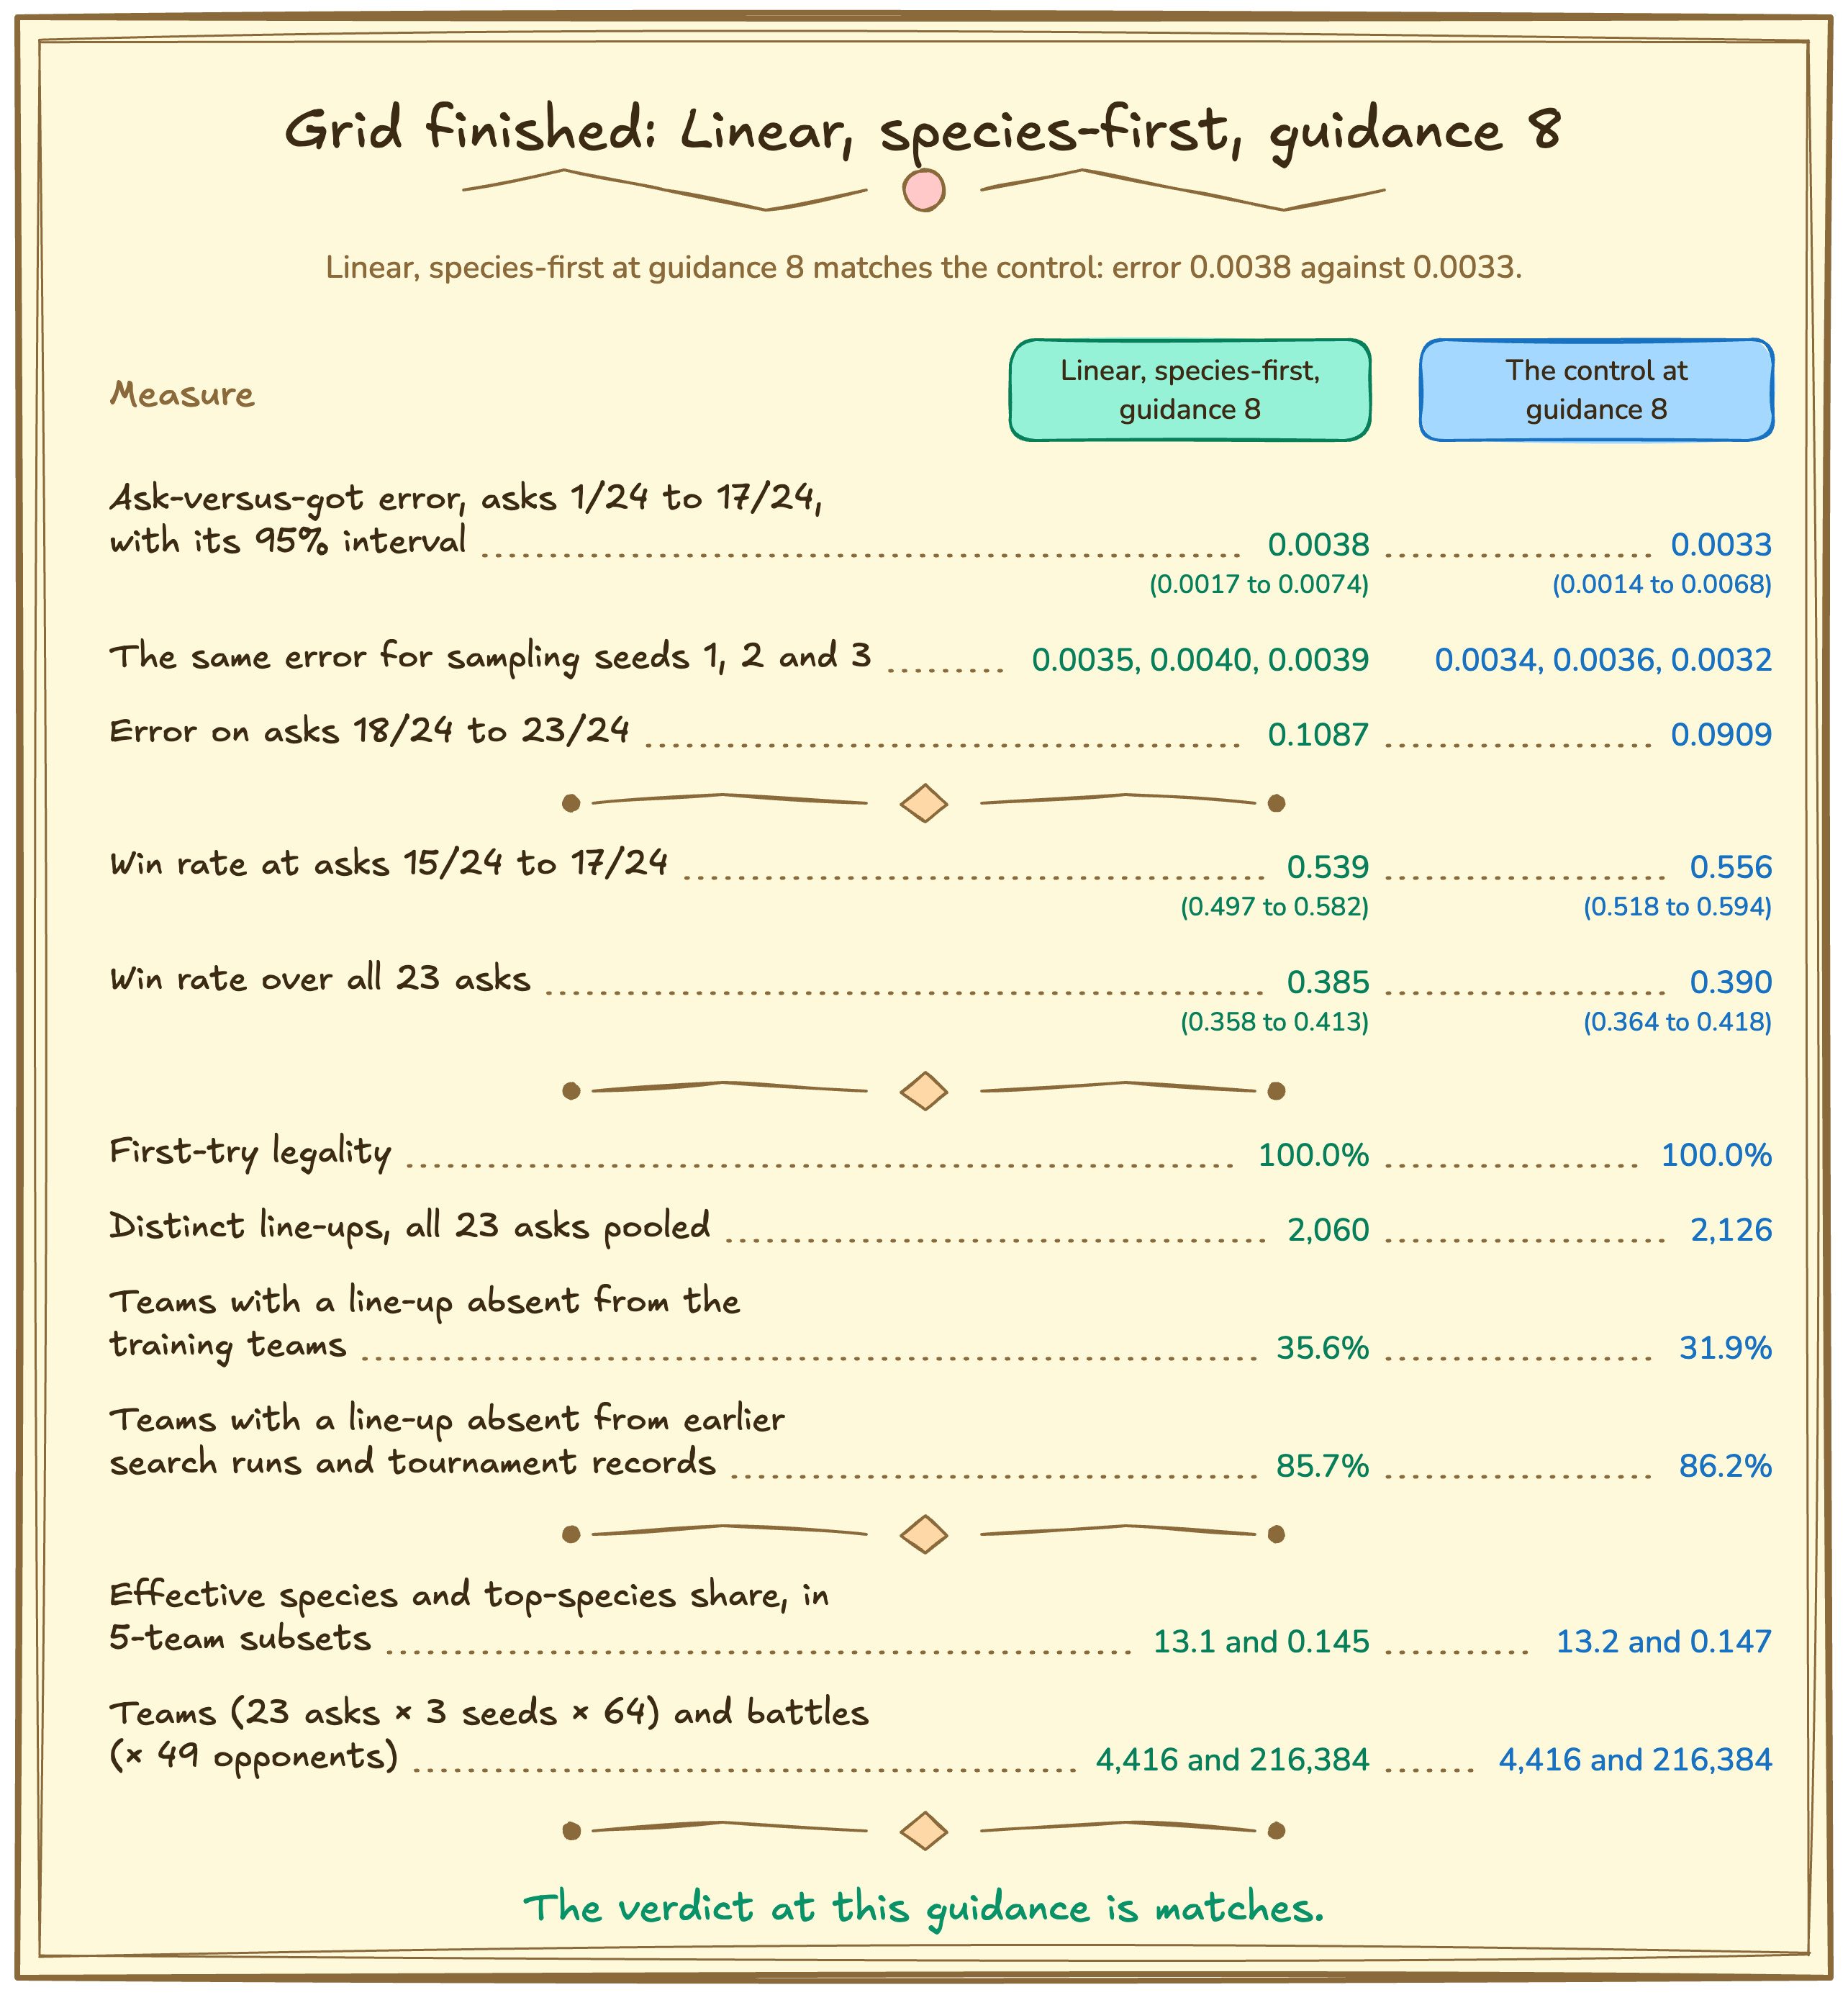 Grid finished: Linear, species-first, guidance 8
Linear, species-first at guidance 8 matches the control: error 0.0038 against 0.0033.
Measure
Linear, species-first,
guidance 8
The control at
guidance 8
Ask-versus-got error, asks 1/24 to 17/24,
with its 95% interval 0.0038 0.0033
(0.0017 to 0.0074) (0.0014 to 0.0068)
The same error for sampling seeds 1, 2 and 3 0.0035, 0.0040, 0.0039 0.0034, 0.0036, 0.0032
Error on asks 18/24 to 23/24 0.1087 0.0909
Win rate at asks 15/24 to 17/24 0.539 0.556
(0.497 to 0.582) (0.518 to 0.594)
Win rate over all 23 asks 0.385 0.390
(0.358 to 0.413) (0.364 to 0.418)
First-try legality 100.0% 100.0%
Distinct line-ups, all 23 asks pooled 2,060 2,126
Teams with a line-up absent from the
training teams 35.6% 31.9%
Teams with a line-up absent from earlier
search runs and tournament records 85.7% 86.2%
Effective species and top-species share, in
5-team subsets 13.1 and 0.145 13.2 and 0.147
Teams (23 asks × 3 seeds × 64) and battles
(× 49 opponents) 4,416 and 216,384 4,416 and 216,384
The verdict at this guidance is matches.